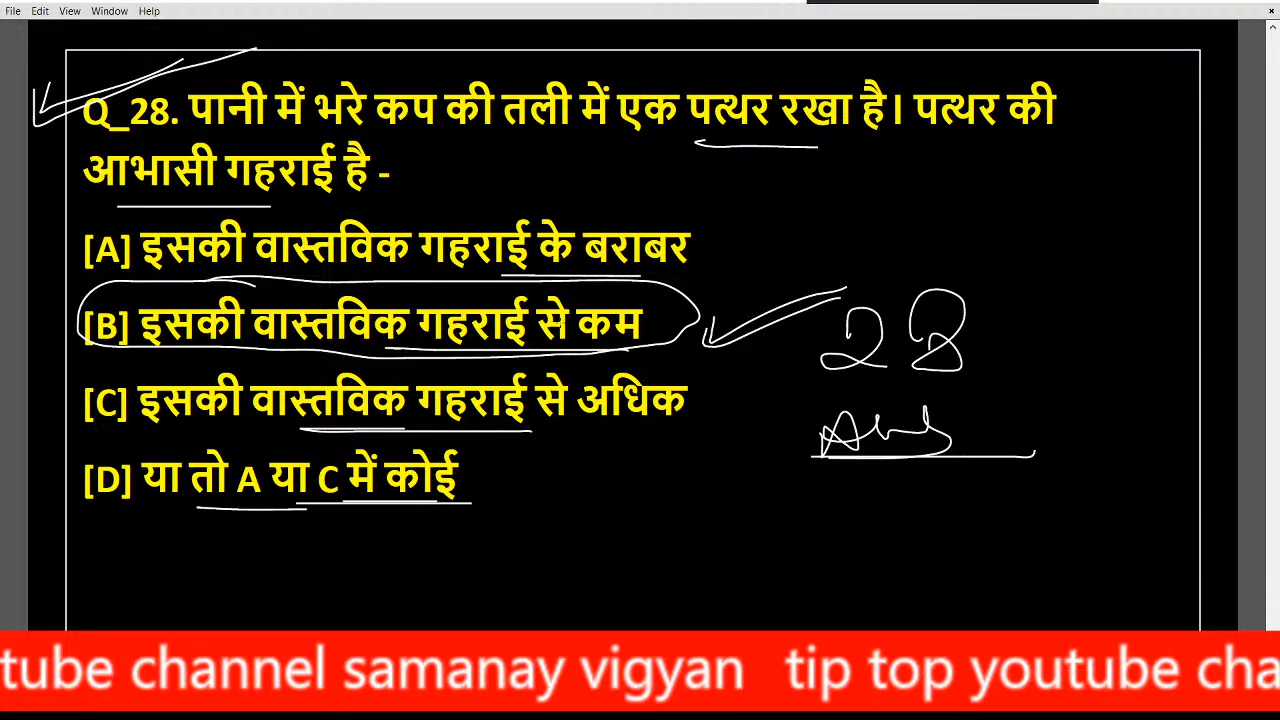 File Edit View Window Help
Q_28. पानी में भरे कप की तली में एक पत्थर रखा है। पत्थर की
आभासी गहराई है -
[A] इसकी वास्तविक गहराई के बराबर
[B] इसकी वास्तविक गहराई से कम
[C] इसकी वास्तविक गहराई से अधिक
[D] या तो A या C में कोई
28
tube channel samanay vigyan tip top youtube cha